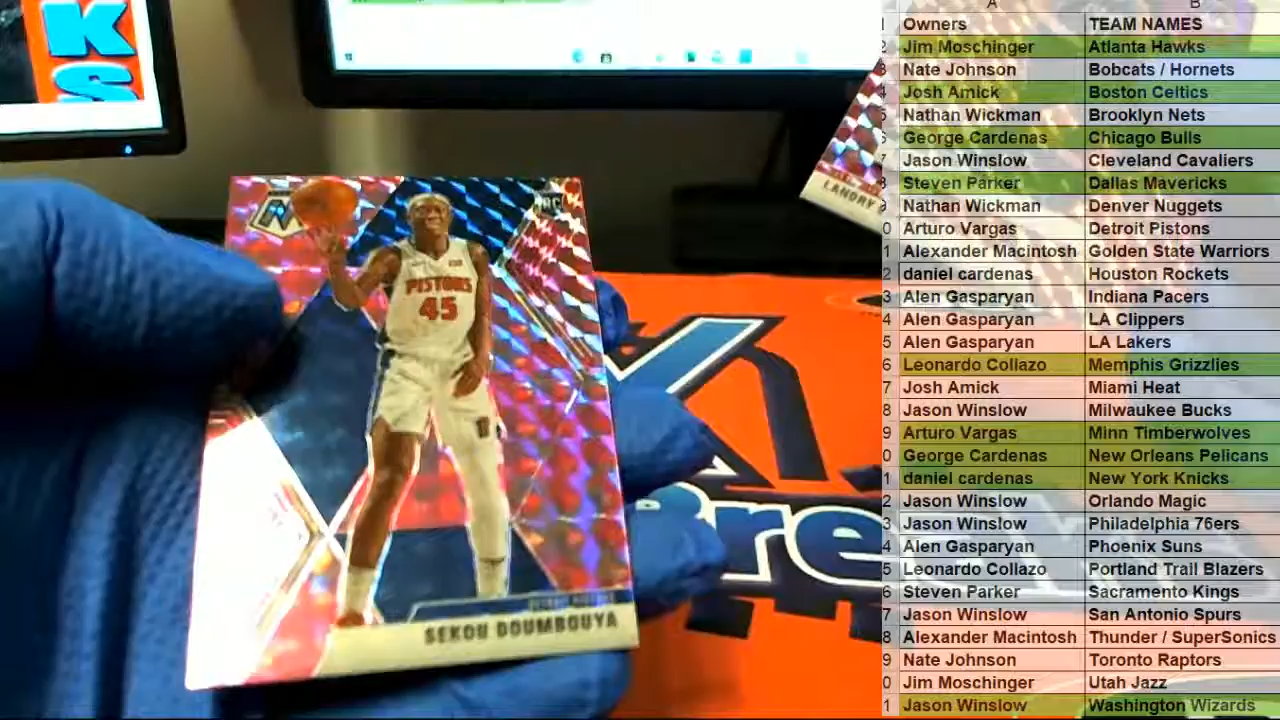 KS
A B
Owners TEAM NAMES
Jim Moschinger Atlanta Hawks
Nate Johnson Bobcats / Hornets
Josh Amick Boston Celtics
Nathan Wickman Brooklyn Nets
George Cardenas Chicago Bulls
Jason Winslow Cleveland Cavaliers
Steven Parker Dallas Mavericks
Nathan Wickman Denver Nuggets
Arturo Vargas Detroit Pistons
Alexander Macintosh Golden State Warriors
daniel cardenas Houston Rockets
Alen Gasparyan Indiana Pacers
Alen Gasparyan LA Clippers
Alen Gasparyan LA Lakers
Leonardo Collazo Memphis Grizzlies
Josh Amick Miami Heat
Jason Winslow Milwaukee Bucks
Arturo Vargas Minn Timberwolves
George Cardenas New Orleans Pelicans
daniel cardenas New York Knicks
Jason Winslow Orlando Magic
Jason Winslow Philadelphia 76ers
Alen Gasparyan Phoenix Suns
Leonardo Collazo Portland Trail Blazers
Steven Parker Sacramento Kings
Jason Winslow San Antonio Spurs
Alexander Macintosh Thunder / SuperSonics
Nate Johnson Toronto Raptors
Jim Moschinger Utah Jazz
Jason Winslow Washington Wizards
LANDRY
RC
PISTONS
45
SEKOU DOUMBOUYA
Bre